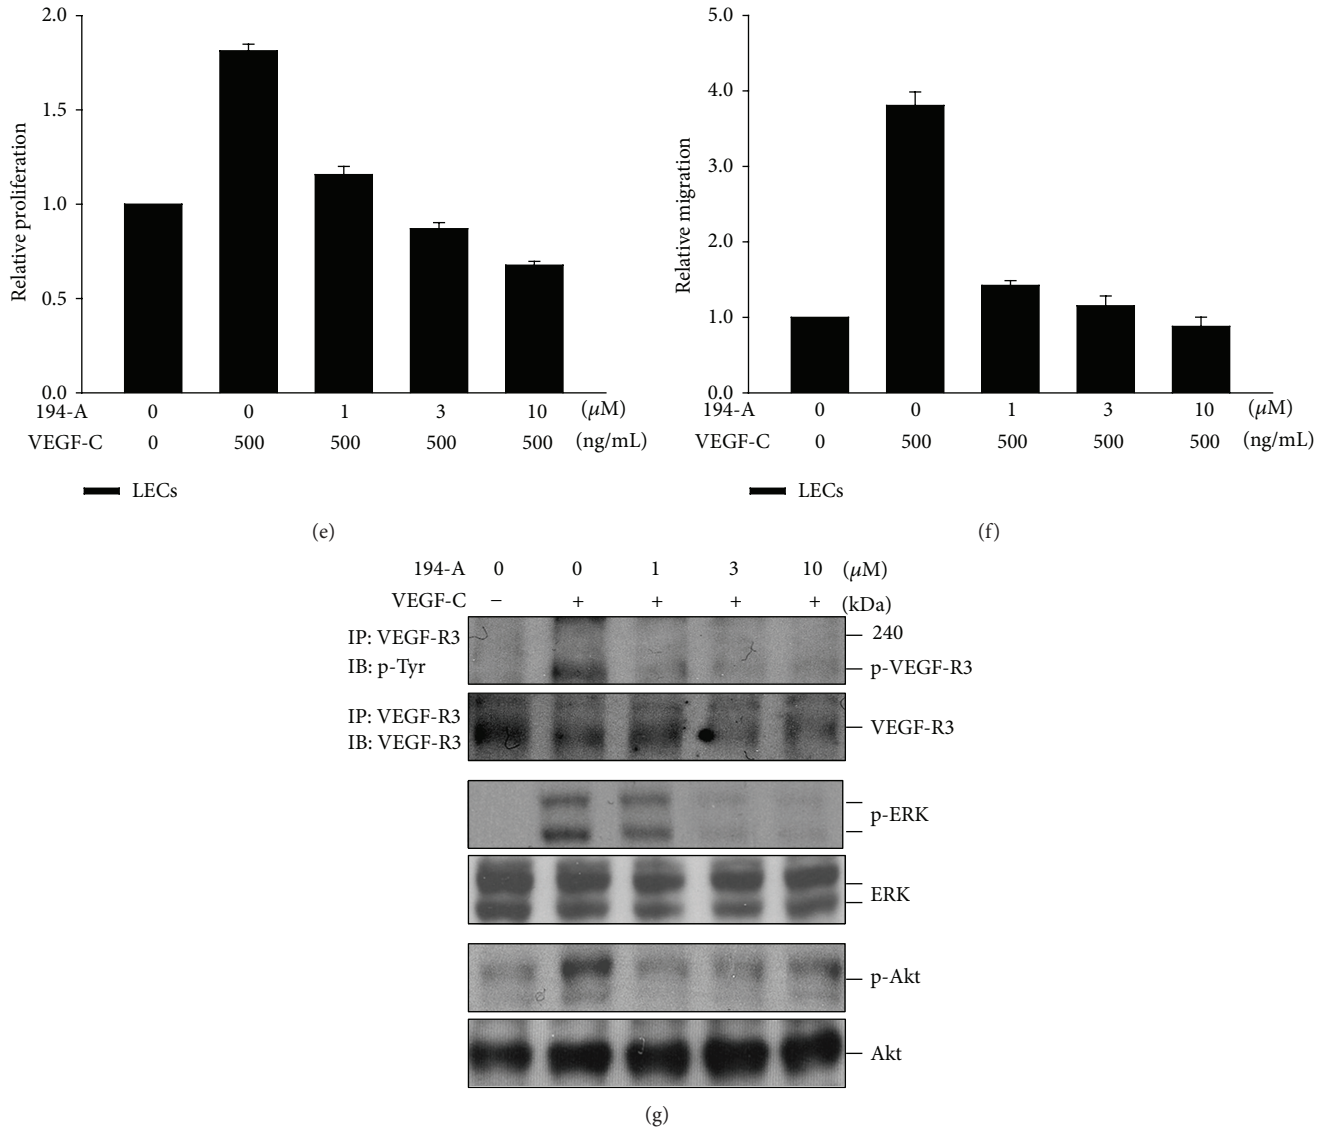 2.0
1.5
1.0
0.5
0.0
Relative proliferation
194-A 0 0 1 3 10 (μM)
VEGF-C 0 500 500 500 500 (ng/mL)
LECs
(e)
5.0
4.0
3.0
2.0
1.0
0.0
Relative migration
194-A 0 0 1 3 10 (μM)
VEGF-C 0 500 500 500 500 (ng/mL)
LECs
(f)
194-A 0 0 1 3 10 (μM)
VEGF-C − + + + + (kDa)
IP: VEGF-R3
IB: p-Tyr
240
p-VEGF-R3
IP: VEGF-R3
IB: VEGF-R3
VEGF-R3
p-ERK
ERK
p-Akt
Akt
(g)